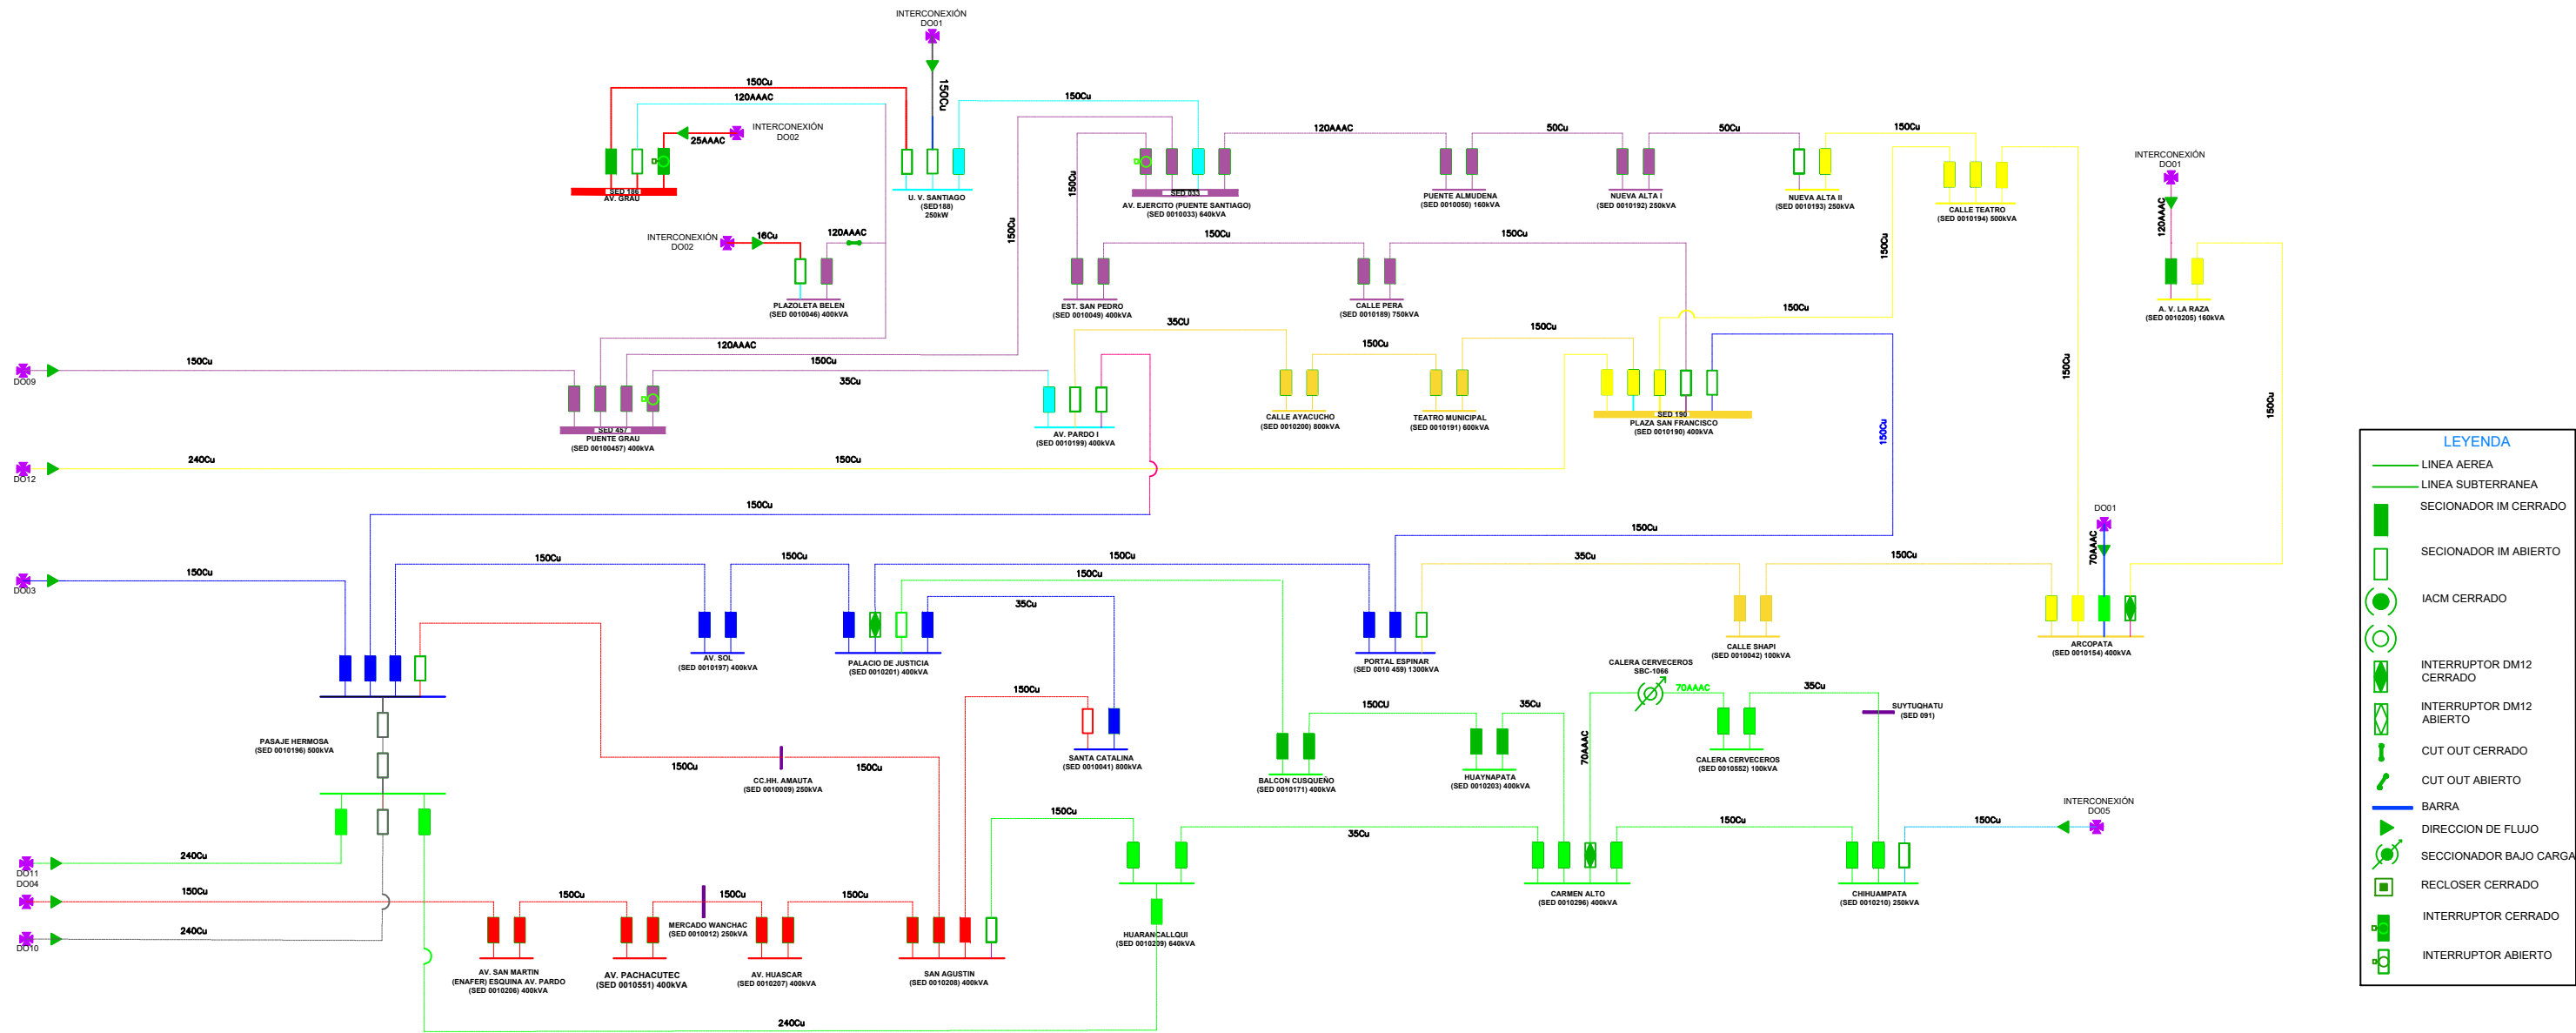 INTERCONEXIÓN
DO01
150Cu
120AAAC
150Cu
25AAAC
INTERCONEXIÓN
DO02
SED 186
AV. GRAU
U. V. SANTIAGO
(SED188)
250kW
150Cu
150Cu
120AAAC
50Cu
50Cu
150Cu
SED 033
AV. EJERCITO (PUENTE SANTIAGO)
(SED 0010033) 640kVA
PUENTE ALMUDENA
(SED 0010050) 160kVA
NUEVA ALTA I
(SED 0010192) 250kVA
NUEVA ALTA II
(SED 0010193) 250kVA
CALLE TEATRO
(SED 0010194) 500kVA
INTERCONEXIÓN
DO01
120AAAC
A. V. LA RAZA
(SED 0010205) 160kVA
INTERCONEXIÓN
DO02
16Cu
120AAAC
PLAZOLETA BELEN
(SED 0010046) 400kVA
150Cu
150Cu
150Cu
150Cu
EST. SAN PEDRO
(SED 0010049) 400kVA
CALLE PERA
(SED 0010189) 750kVA
150Cu
150Cu
150Cu
150Cu
DO09
150Cu
120AAAC
150Cu
35Cu
SED 457
PUENTE GRAU
(SED 00100457) 400kVA
35CU
150Cu
150Cu
AV. PARDO I
(SED 0010199) 400kVA
CALLE AYACUCHO
(SED 0010200) 800kVA
TEATRO MUNICIPAL
(SED 0010191) 600kVA
SED 190
PLAZA SAN FRANCISCO
(SED 0010190) 400kVA
150Cu
DO12
240Cu
150Cu
150Cu
150Cu
DO03
150Cu
150Cu
150Cu
150Cu
150Cu
35Cu
35Cu
150Cu
DO01
70AAAC
AV. SOL
(SED 0010197) 400kVA
PALACIO DE JUSTICIA
(SED 0010201) 400kVA
PORTAL ESPINAR
(SED 0010 459) 1300kVA
CALLE SHAPI
(SED 0010042) 100kVA
ARCOPATA
(SED 0010154) 400kVA
CALERA CERVECEROS
SBC-1066
70AAAC
35Cu
SUYTUQHATU
(SED 091)
PASAJE HERMOSA
(SED 0010196) 500kVA
150Cu
150Cu
CC.HH. AMAUTA
(SED 0010009) 250kVA
150Cu
SANTA CATALINA
(SED 0010041) 800kVA
150CU
35Cu
70AAAC
BALCON CUSQUEÑO
(SED 0010171) 400kVA
HUAYNAPATA
(SED 0010203) 400kVA
CALERA CERVECEROS
(SED 0010552) 100kVA
INTERCONEXIÓN
DO05
150Cu
35Cu
150Cu
150Cu
DO11
240Cu
DO04
150Cu
DO10
240Cu
150Cu
150Cu
150Cu
MERCADO WANCHAC
(SED 0010012) 250kVA
AV. SAN MARTIN
(ENAFER) ESQUINA AV. PARDO
(SED 0010206) 400kVA
AV. PACHACUTEC
(SED 0010551) 400kVA
AV. HUASCAR
(SED 0010207) 400kVA
SAN AGUSTIN
(SED 0010208) 400kVA
HUARANCALLQUI
(SED 0010209) 640kVA
CARMEN ALTO
(SED 0010296) 400kVA
CHIHUAMPATA
(SED 0010210) 250kVA
240Cu
LEYENDA
LINEA AEREA
LINEA SUBTERRANEA
SECIONADOR IM CERRADO
SECIONADOR IM ABIERTO
IACM CERRADO
INTERRUPTOR DM12
CERRADO
INTERRUPTOR DM12
ABIERTO
CUT OUT CERRADO
CUT OUT ABIERTO
BARRA
DIRECCION DE FLUJO
SECCIONADOR BAJO CARGA
RECLOSER CERRADO
INTERRUPTOR CERRADO
INTERRUPTOR ABIERTO